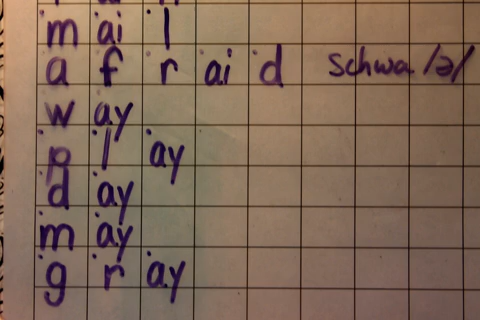 m ai l
a f r ai d schwa /ə/
w ay
p l ay
d ay
m ay
g r ay